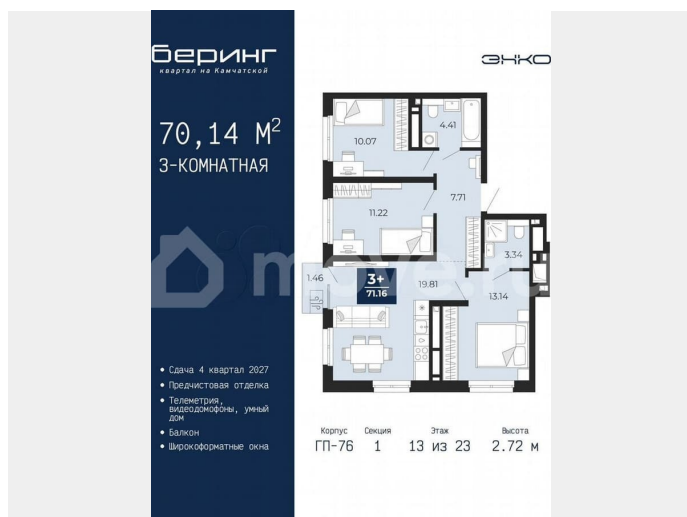 беринг
квартал на Камчатской
ЭНКО
70,14 М²
3-КОМНАТНАЯ
10.07
4.41
7.71
11.22
3.34
1.46
3+
71.16
19.81
13.14
move.ru
• Сдача 4 квартал 2027
• Предчистовая отделка
• Телеметрия,
видеодомофоны, умный
дом
• Балкон
• Широкоформатные окна
Корпус Секция Этаж Высота
ГП-76 1 13 из 23 2.72 м